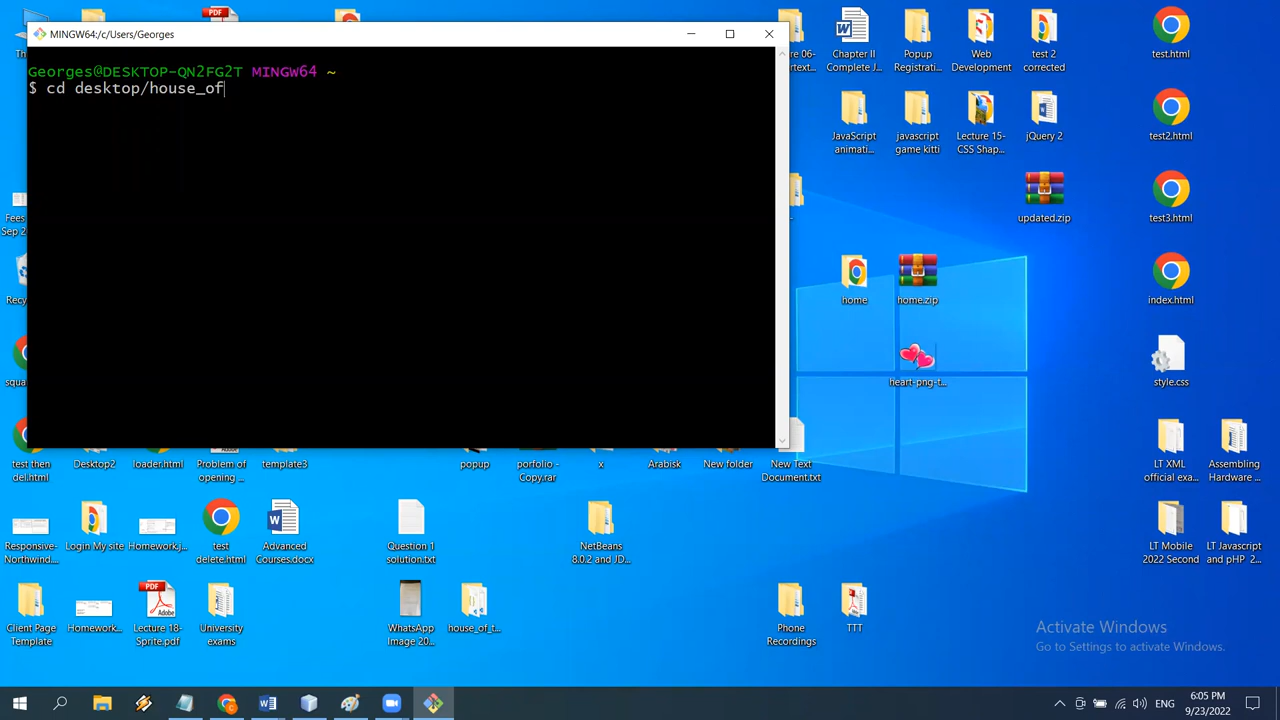 MINGW64:/c/Users/Georges
Georges@DESKTOP-QN2FG2T MINGW64 ~
$ cd desktop/house_of
Chapter II
Complete J...
Popup
Registrati...
Web
Development
test 2
corrected
test.html
JavaScript
animati...
javascript
game kitti
Lecture 15-
CSS Shap...
jQuery 2
test2.html
updated.zip
test3.html
Fees
home
home.zip
index.html
heart-png-t...
style.css
test then
del.html
Desktop2
loader.html
Problem of
opening ...
template3
popup
porfolio -
Copy.rar
x
Arabisk
New folder
New Text
Document.txt
LT XML
official exa...
Assembling
Hardware ...
Responsive-
Northwind...
Login My site
Homework.j...
test
delete.html
Advanced
Courses.docx
Question 1
solution.txt
NetBeans
8.0.2 and JD...
LT Mobile
2022 Second
LT Javascript
and pHP 2...
Client Page
Template
Homework...
Lecture 18-
Sprite.pdf
University
exams
WhatsApp
Image 20...
house_of_t...
Phone
Recordings
TTT
Activate Windows
Go to Settings to activate Windows.
ENG
6:05 PM
9/23/2022